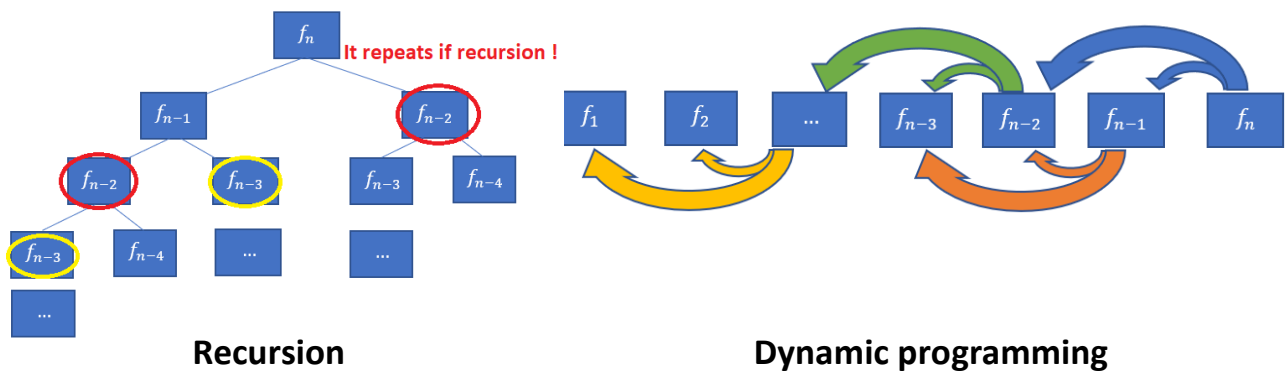 fₙ
It repeats if recursion !
fₙ₋₁
fₙ₋₂
fₙ₋₂
fₙ₋₃
fₙ₋₃
fₙ₋₄
fₙ₋₃
fₙ₋₄
...
...
...
Recursion
f₁
f₂
...
fₙ₋₃
fₙ₋₂
fₙ₋₁
fₙ
Dynamic programming